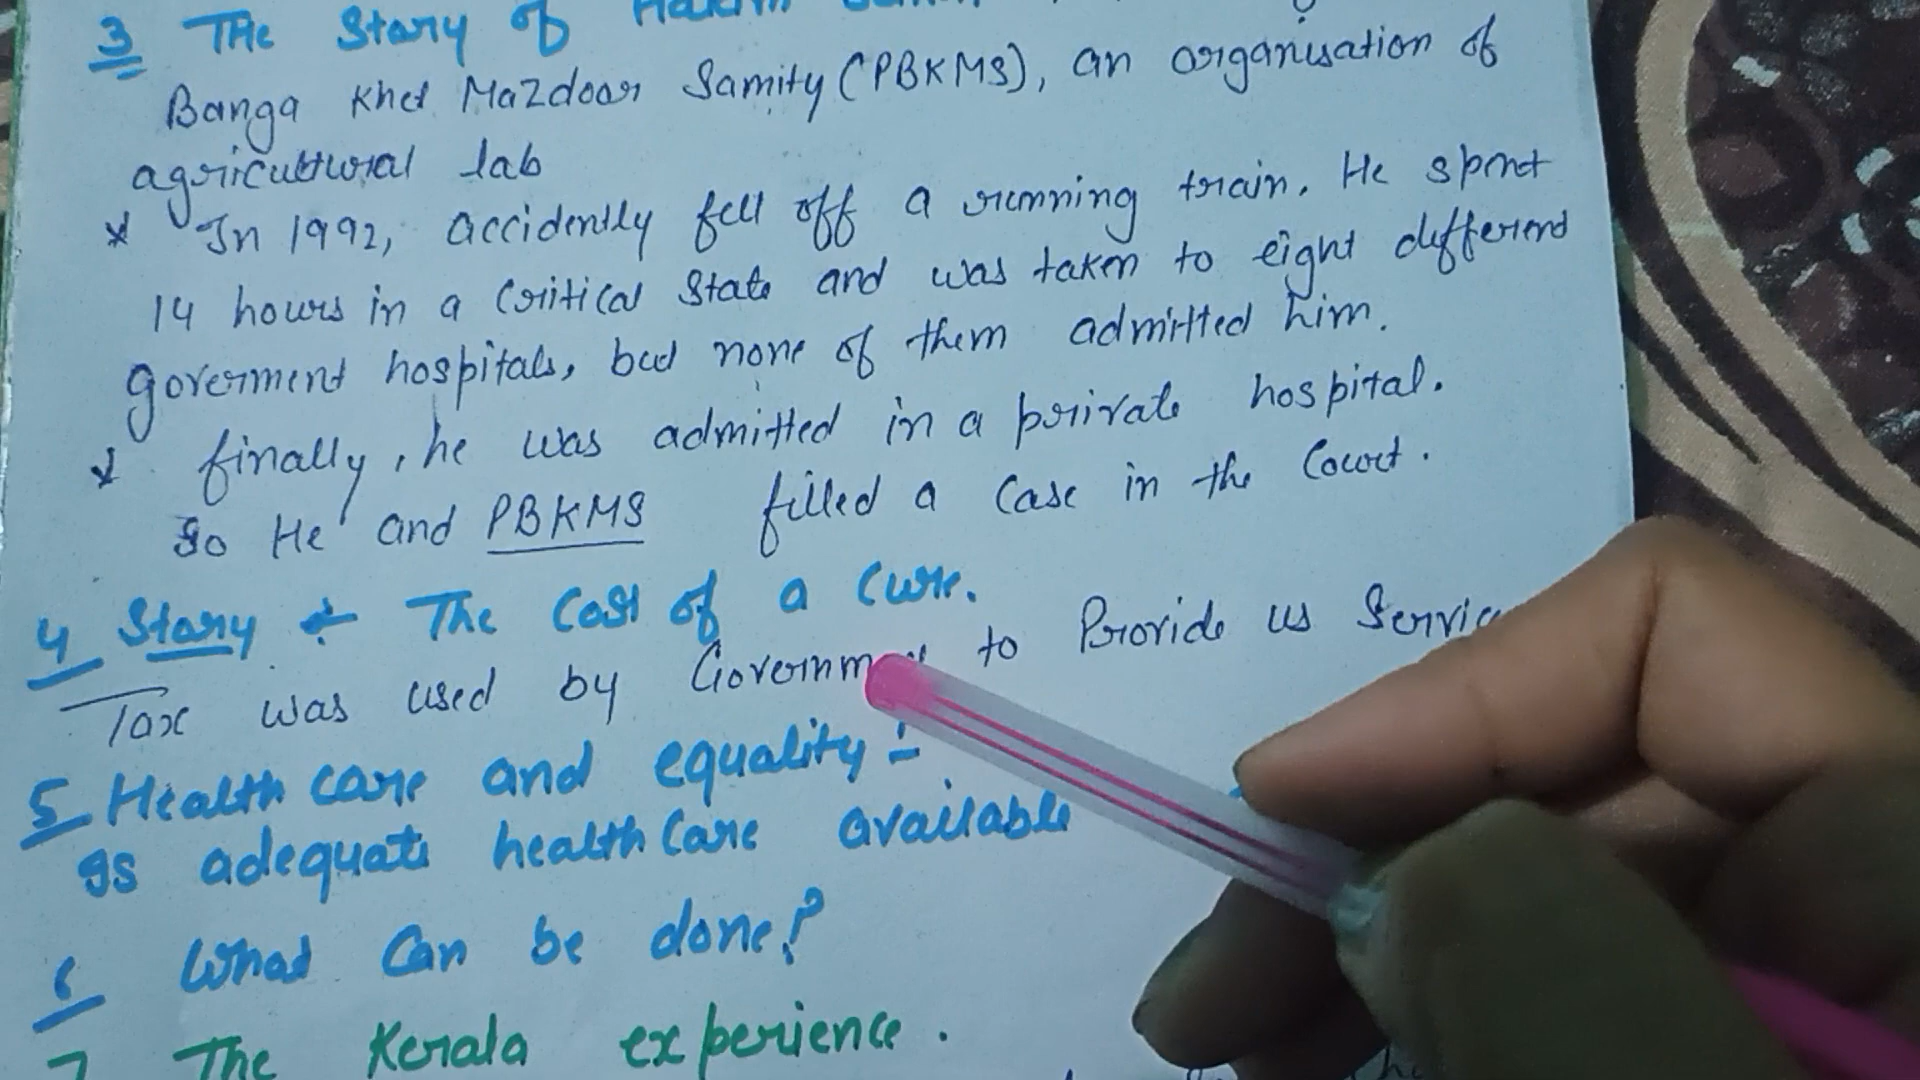 3 The Story of Hakim
Banga Khet Mazdoor Samity (PBKMS), an organisation of
agricultural lab
* In 1992, accidently fell off a running train. He spent
14 hours in a critical state and was taken to eight different
goverment hospitals, but none of them admitted him.
* finally, he was admitted in a private hospital.
So He and PBKMS filled a case in the Court.
4 Story :- The Cost of a Cure.
Tax was used by Government to Provide us
5 Health care and equality :-
Is adequate healthcare available
6 What Can be done?
7 The Kerala experience.